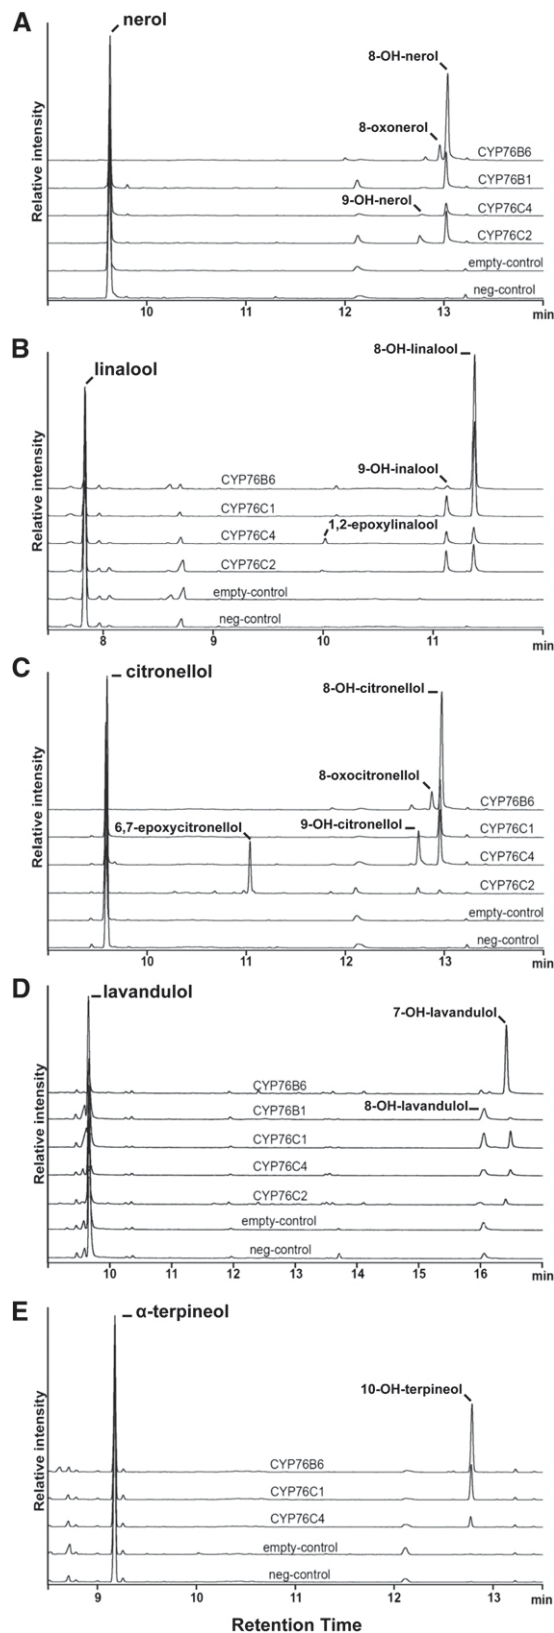 A
nerol
8-OH-nerol
8-oxonerol
CYP76B6
CYP76B1
9-OH-nerol
CYP76C4
CYP76C2
empty-control
neg-control
Relative intensity
10 11 12 13 min
B
linalool
8-OH-linalool
9-OH-inalool
CYP76B6
CYP76C1
1,2-epoxylinalool
CYP76C4
CYP76C2
empty-control
neg-control
Relative intensity
8 9 10 11 min
C
citronellol
8-OH-citronellol
8-oxocitronellol
CYP76B6
6,7-epoxycitronellol
9-OH-citronellol
CYP76C1
CYP76C4
CYP76C2
empty-control
neg-control
Relative intensity
10 11 12 13 min
D
lavandulol
7-OH-lavandulol
CYP76B6
8-OH-lavandulol
CYP76B1
CYP76C1
CYP76C4
CYP76C2
empty-control
neg-control
Relative intensity
10 11 12 13 14 15 16 min
E
α-terpineol
10-OH-terpineol
CYP76B6
CYP76C1
CYP76C4
empty-control
neg-control
Relative intensity
9 10 11 12 13 min
Retention Time